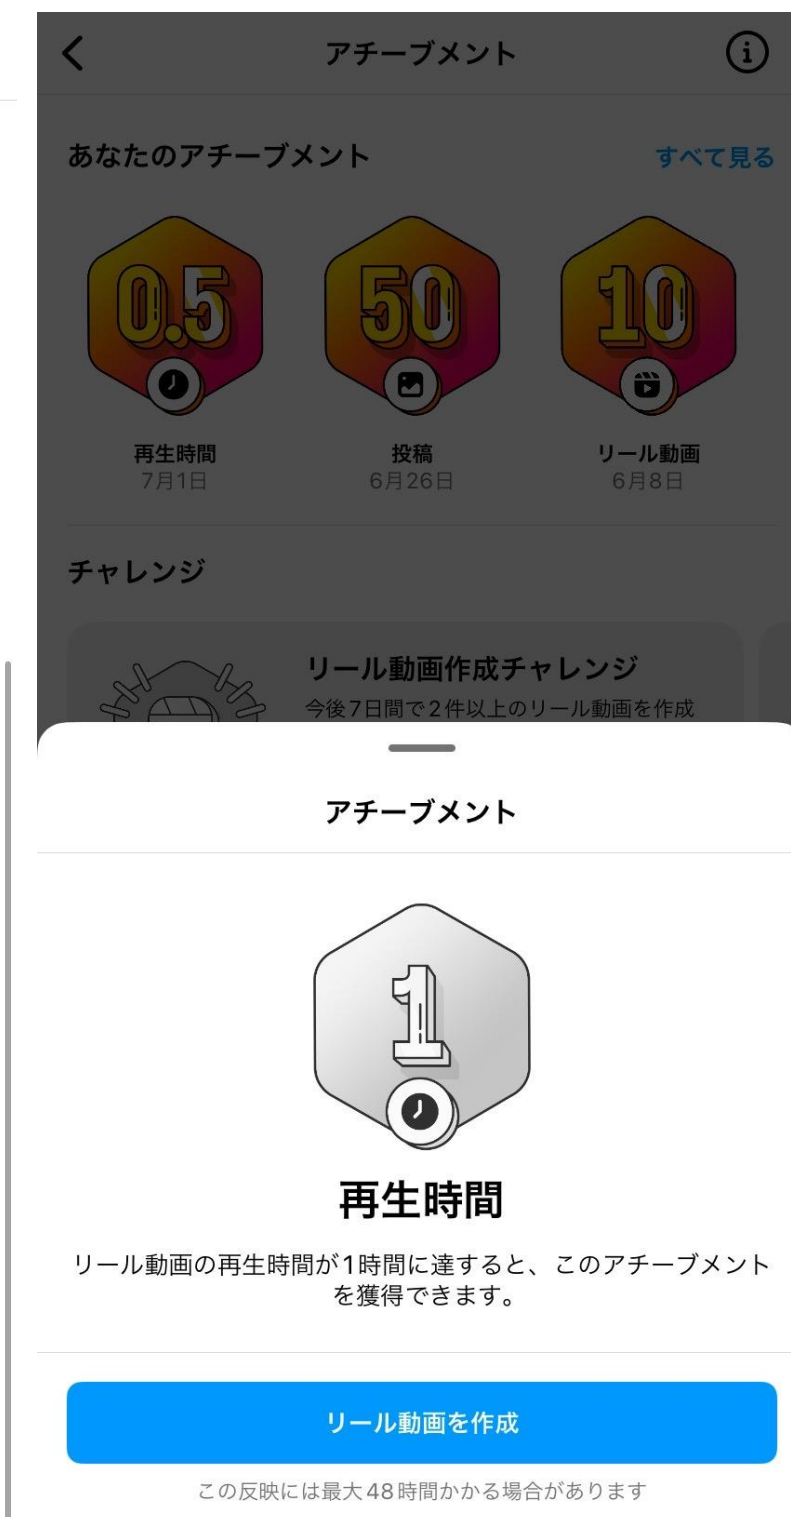 アチーブメント
あなたのアチーブメント
すべて見る
0.5
50
10
再生時間
投稿
リール動画
7月1日
6月26日
6月8日
チャレンジ
リール動画作成チャレンジ
今後7日間で2件以上のリール動画を作成
アチーブメント
1
再生時間
リール動画の再生時間が1時間に達すると、このアチーブメント
を獲得できます。
リール動画を作成
この反映には最大48時間かかる場合があります